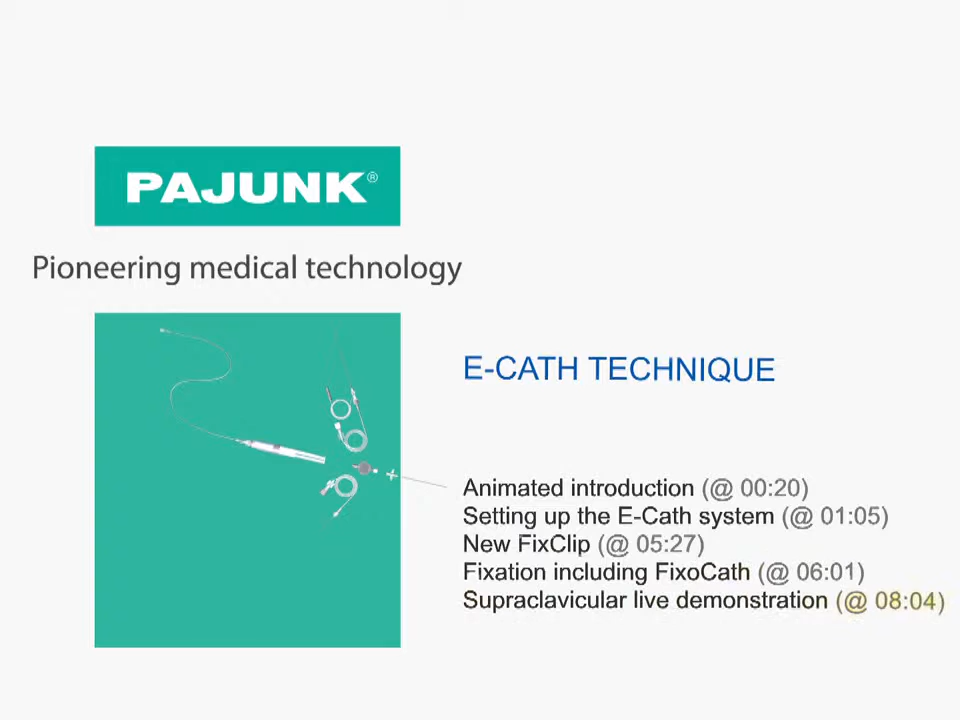 PAJUNK®
Pioneering medical technology
E-CATH TECHNIQUE
Animated introduction (@ 00:20)
Setting up the E-Cath system (@ 01:05)
New FixClip (@ 05:27)
Fixation including FixoCath (@ 06:01)
Supraclavicular live demonstration (@ 08:04)